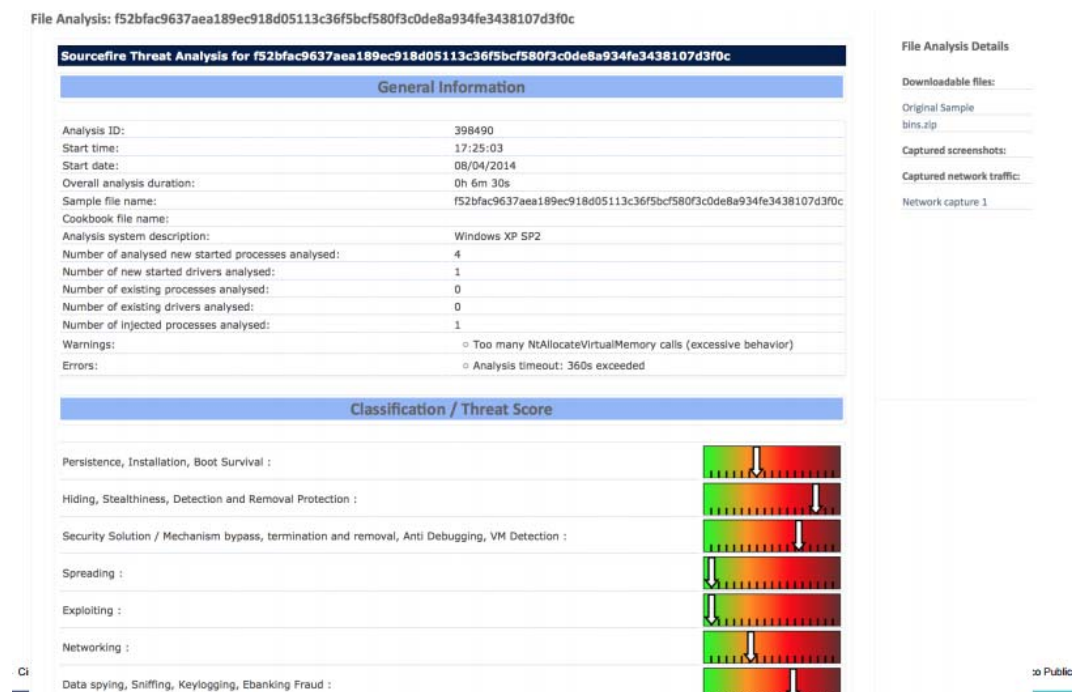 File Analysis: f52bfac9637aea189ec918d05113c36f5bcf580f3c0de8a934fe3438107d3f0c
Sourcefire Threat Analysis for f52bfac9637aea189ec918d05113c36f5bcf580f3c0de8a934fe3438107d3f0c
General Information
Analysis ID: 398490
Start time: 17:25:03
Start date: 08/04/2014
Overall analysis duration: 0h 6m 30s
Sample file name: f52bfac9637aea189ec918d05113c36f5bcf580f3c0de8a934fe3438107d3f0c
Cookbook file name:
Analysis system description: Windows XP SP2
Number of analysed new started processes analysed: 4
Number of new started drivers analysed: 1
Number of existing processes analysed: 0
Number of existing drivers analysed: 0
Number of injected processes analysed: 1
Warnings: ○ Too many NtAllocateVirtualMemory calls (excessive behavior)
Errors: ○ Analysis timeout: 360s exceeded
Classification / Threat Score
Persistence, Installation, Boot Survival :
Hiding, Stealthiness, Detection and Removal Protection :
Security Solution / Mechanism bypass, termination and removal, Anti Debugging, VM Detection :
Spreading :
Exploiting :
Networking :
Data spying, Sniffing, Keylogging, Ebanking Fraud :
File Analysis Details
Downloadable files:
Original Sample
bins.zip
Captured screenshots:
Captured network traffic:
Network capture 1
Ci
co Public